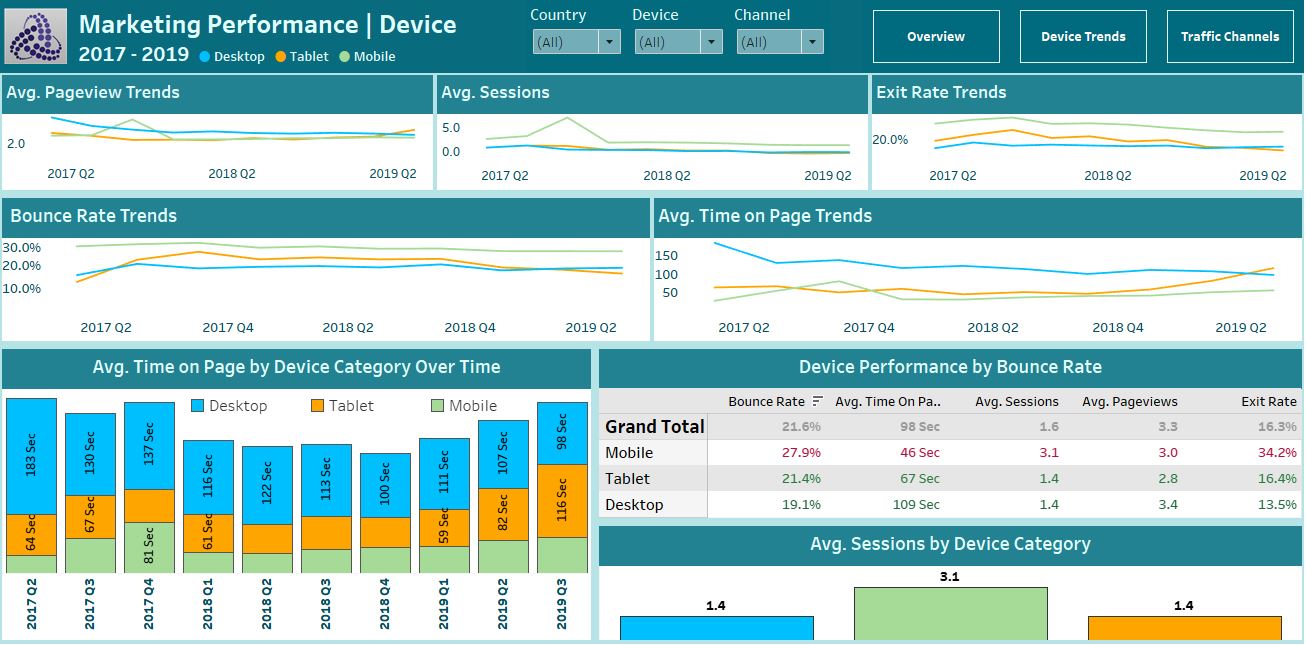 Marketing Performance | Device
2017 - 2019 Desktop Tablet Mobile
Country Device Channel
(All) (All) (All)
Overview Device Trends Traffic Channels
Avg. Pageview Trends
2.0
2017 Q2 2018 Q2 2019 Q2
Avg. Sessions
5.0
0.0
2017 Q2 2018 Q2 2019 Q2
Exit Rate Trends
20.0%
2017 Q2 2018 Q2 2019 Q2
Bounce Rate Trends
30.0%
20.0%
10.0%
2017 Q2 2017 Q4 2018 Q2 2018 Q4 2019 Q2
Avg. Time on Page Trends
150
100
50
2017 Q2 2017 Q4 2018 Q2 2018 Q4 2019 Q2
Avg. Time on Page by Device Category Over Time
Desktop Tablet Mobile
183 Sec 130 Sec 137 Sec 116 Sec 122 Sec 113 Sec 100 Sec 111 Sec 107 Sec 98 Sec
64 Sec 67 Sec 61 Sec 59 Sec 82 Sec 116 Sec
81 Sec
2017 Q2 2017 Q3 2017 Q4 2018 Q1 2018 Q2 2018 Q3 2018 Q4 2019 Q1 2019 Q2 2019 Q3
Device Performance by Bounce Rate
Bounce Rate Avg. Time On Pa.. Avg. Sessions Avg. Pageviews Exit Rate
Grand Total 21.6% 98 Sec 1.6 3.3 16.3%
Mobile 27.9% 46 Sec 3.1 3.0 34.2%
Tablet 21.4% 67 Sec 1.4 2.8 16.4%
Desktop 19.1% 109 Sec 1.4 3.4 13.5%
Avg. Sessions by Device Category
1.4 3.1 1.4